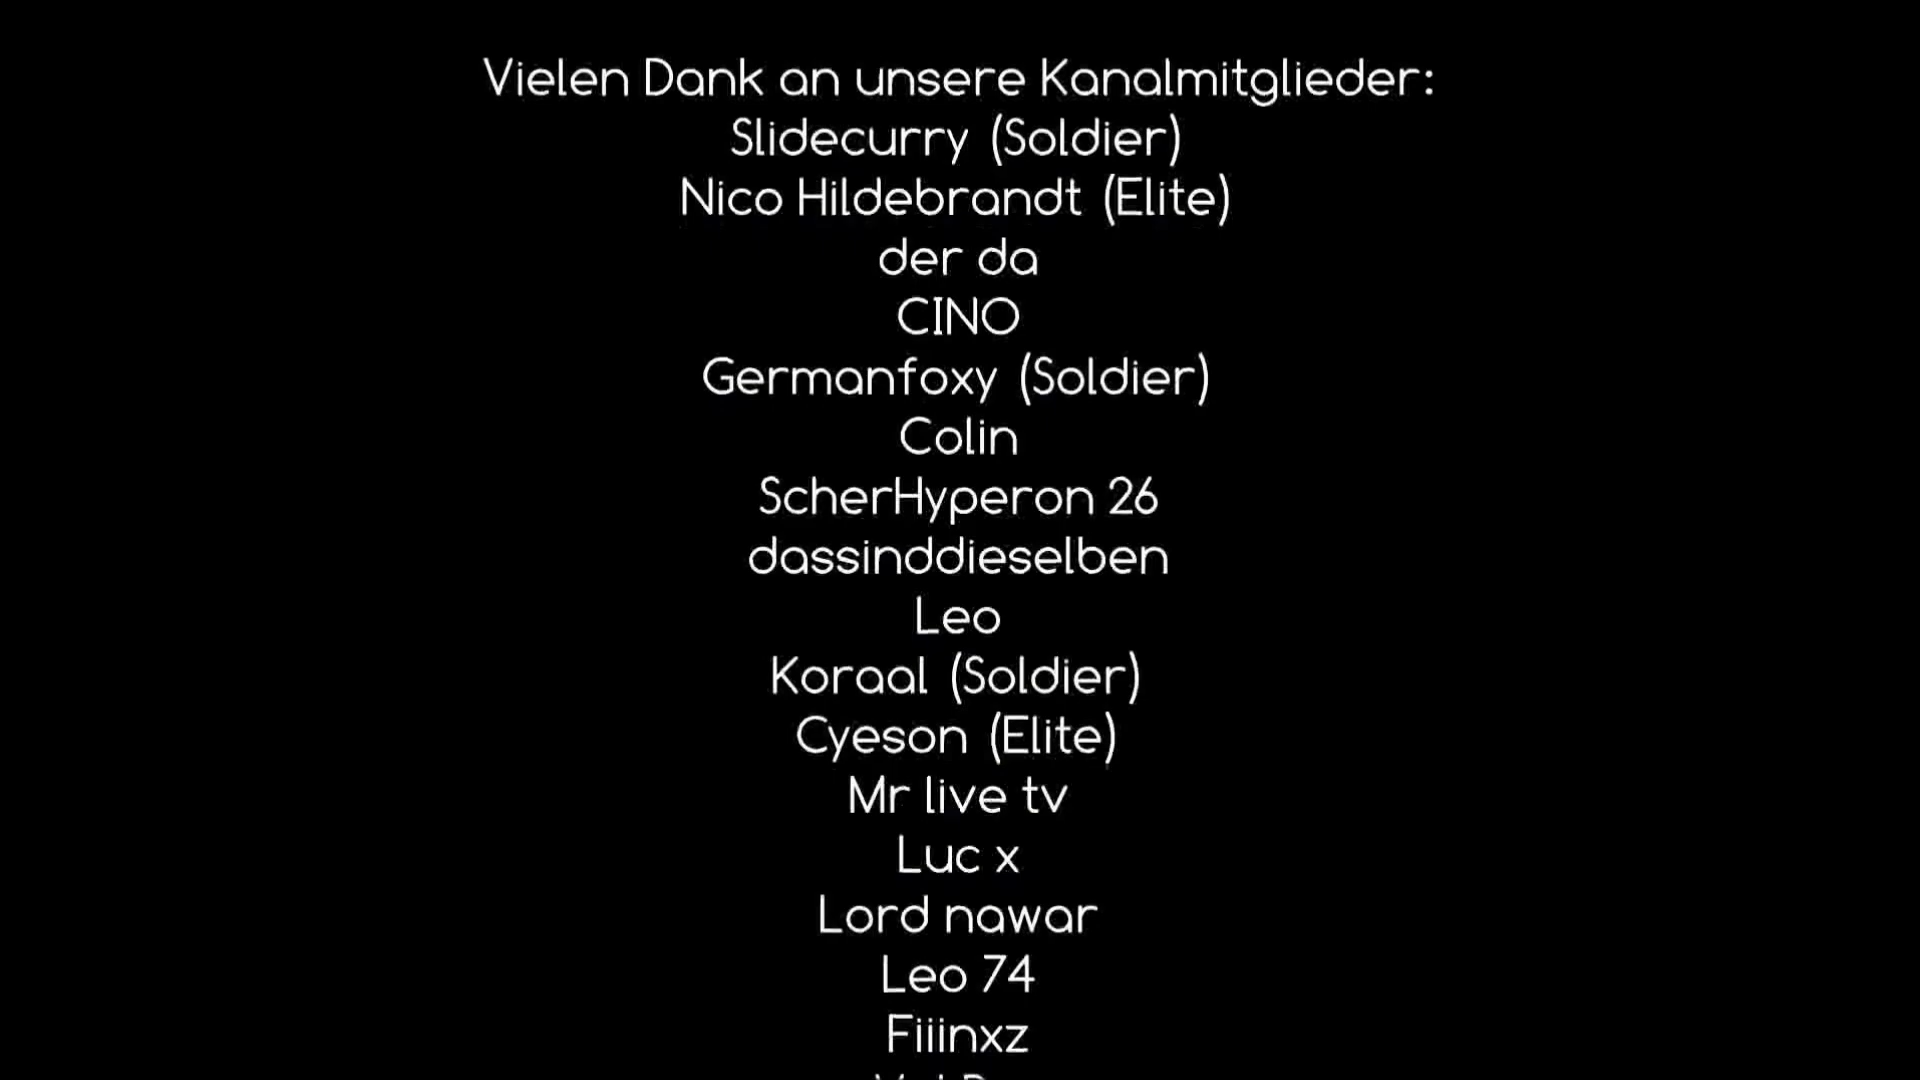 Vielen Dank an unsere Kanalmitglieder:
Slidecurry (Soldier)
Nico Hildebrandt (Elite)
der da
CINO
Germanfoxy (Soldier)
Colin
ScherHyperon 26
dassinddieselben
Leo
Koraal (Soldier)
Cyeson (Elite)
Mr live tv
Luc x
Lord nawar
Leo 74
Fiiinxz